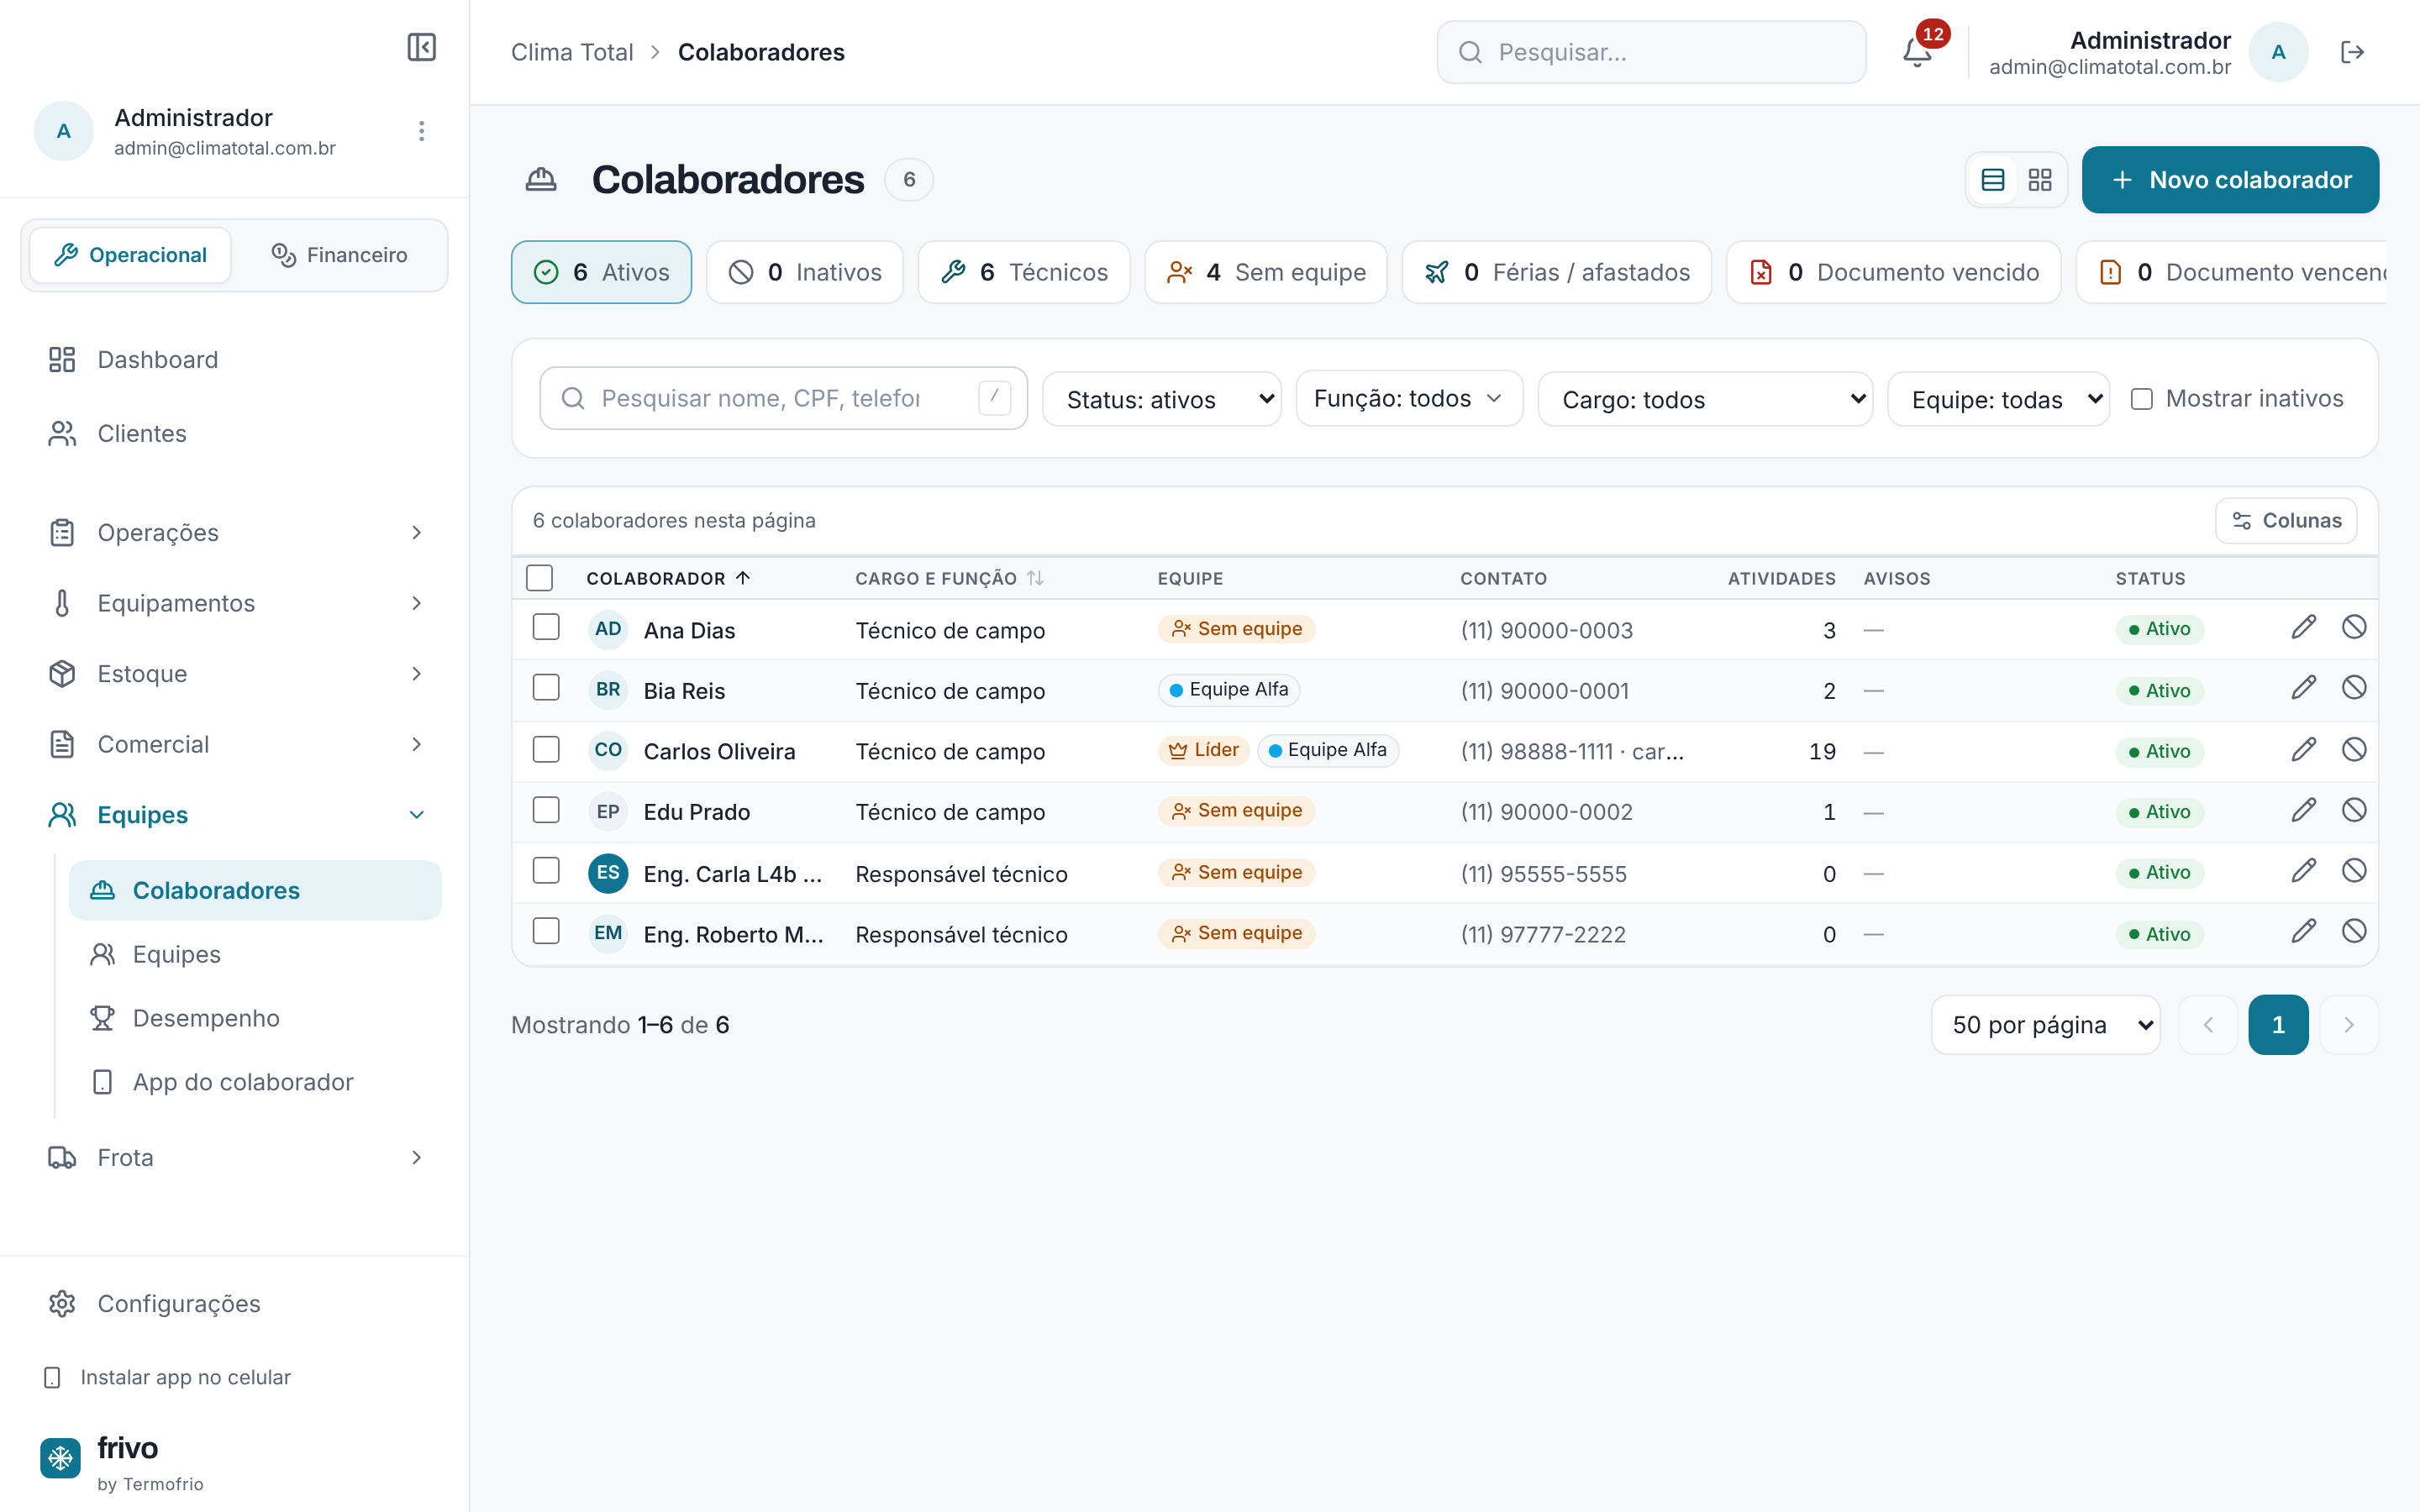 Clima Total > Colaboradores
Pesquisar...
12
Administrador
admin@climatotal.com.br
A
A
Administrador
admin@climatotal.com.br
Operacional
Financeiro
Dashboard
Clientes
Operações
Equipamentos
Estoque
Comercial
Equipes
Colaboradores
Equipes
Desempenho
App do colaborador
Frota
Configurações
Instalar app no celular
frivo
by Termofrio
Colaboradores 6
Novo colaborador
6 Ativos
0 Inativos
6 Técnicos
4 Sem equipe
0 Férias / afastados
0 Documento vencido
0 Documento vencend
Pesquisar nome, CPF, telefor
/
Status: ativos
Função: todos
Cargo: todos
Equipe: todas
Mostrar inativos
6 colaboradores nesta página
Colunas
COLABORADOR CARGO E FUNÇÃO EQUIPE CONTATO ATIVIDADES AVISOS STATUS
AD Ana Dias Técnico de campo Sem equipe (11) 90000-0003 3 — Ativo
BR Bia Reis Técnico de campo Equipe Alfa (11) 90000-0001 2 — Ativo
CO Carlos Oliveira Técnico de campo Líder Equipe Alfa (11) 98888-1111 · car... 19 — Ativo
EP Edu Prado Técnico de campo Sem equipe (11) 90000-0002 1 — Ativo
ES Eng. Carla L4b ... Responsável técnico Sem equipe (11) 95555-5555 0 — Ativo
EM Eng. Roberto M... Responsável técnico Sem equipe (11) 97777-2222 0 — Ativo
Mostrando 1–6 de 6
50 por página
1